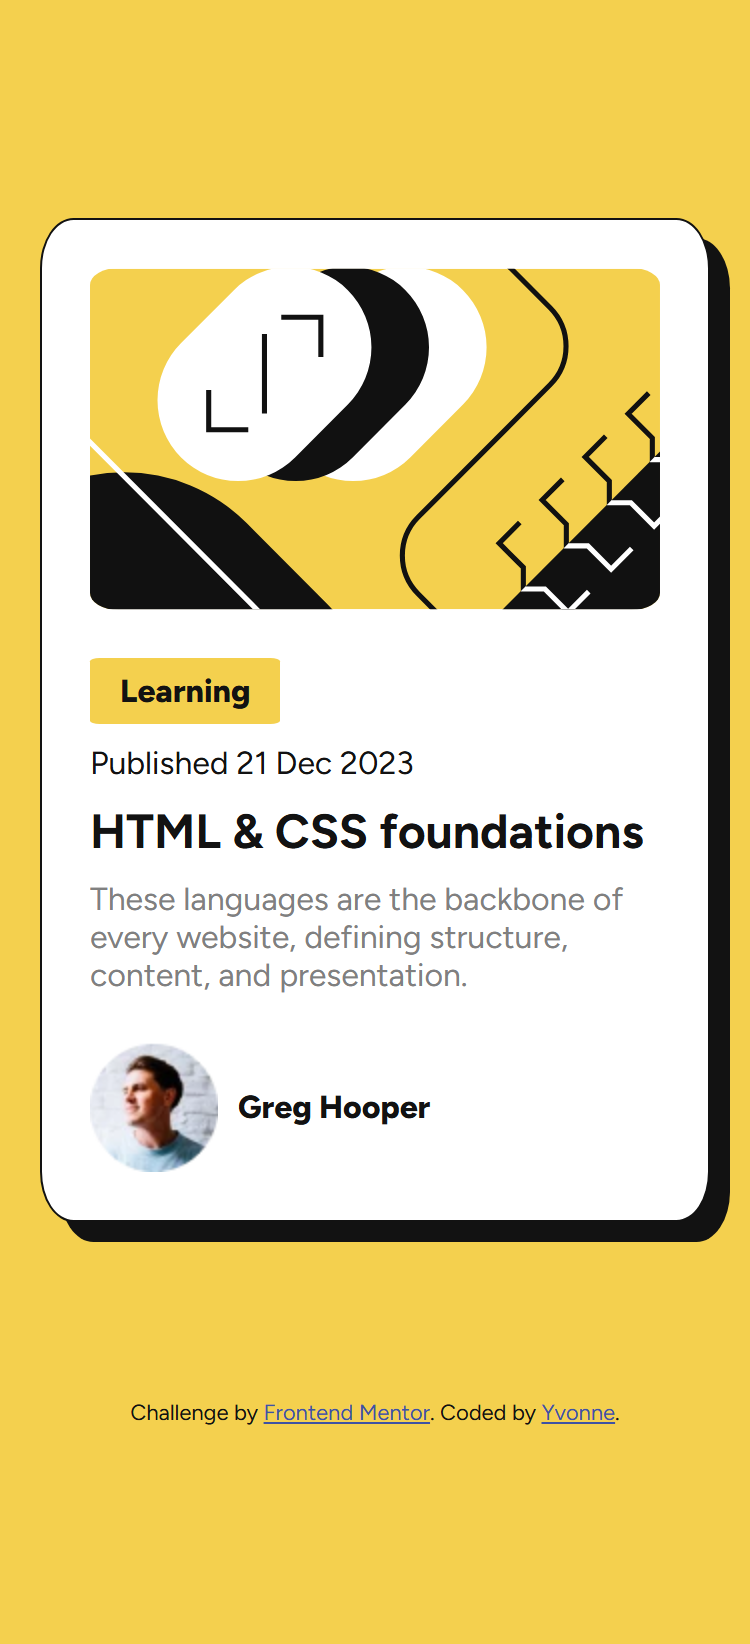 Learning
Published 21 Dec 2023
HTML & CSS foundations
These languages are the backbone of
every website, defining structure,
content, and presentation.
Greg Hooper
Challenge by Frontend Mentor. Coded by Yvonne.